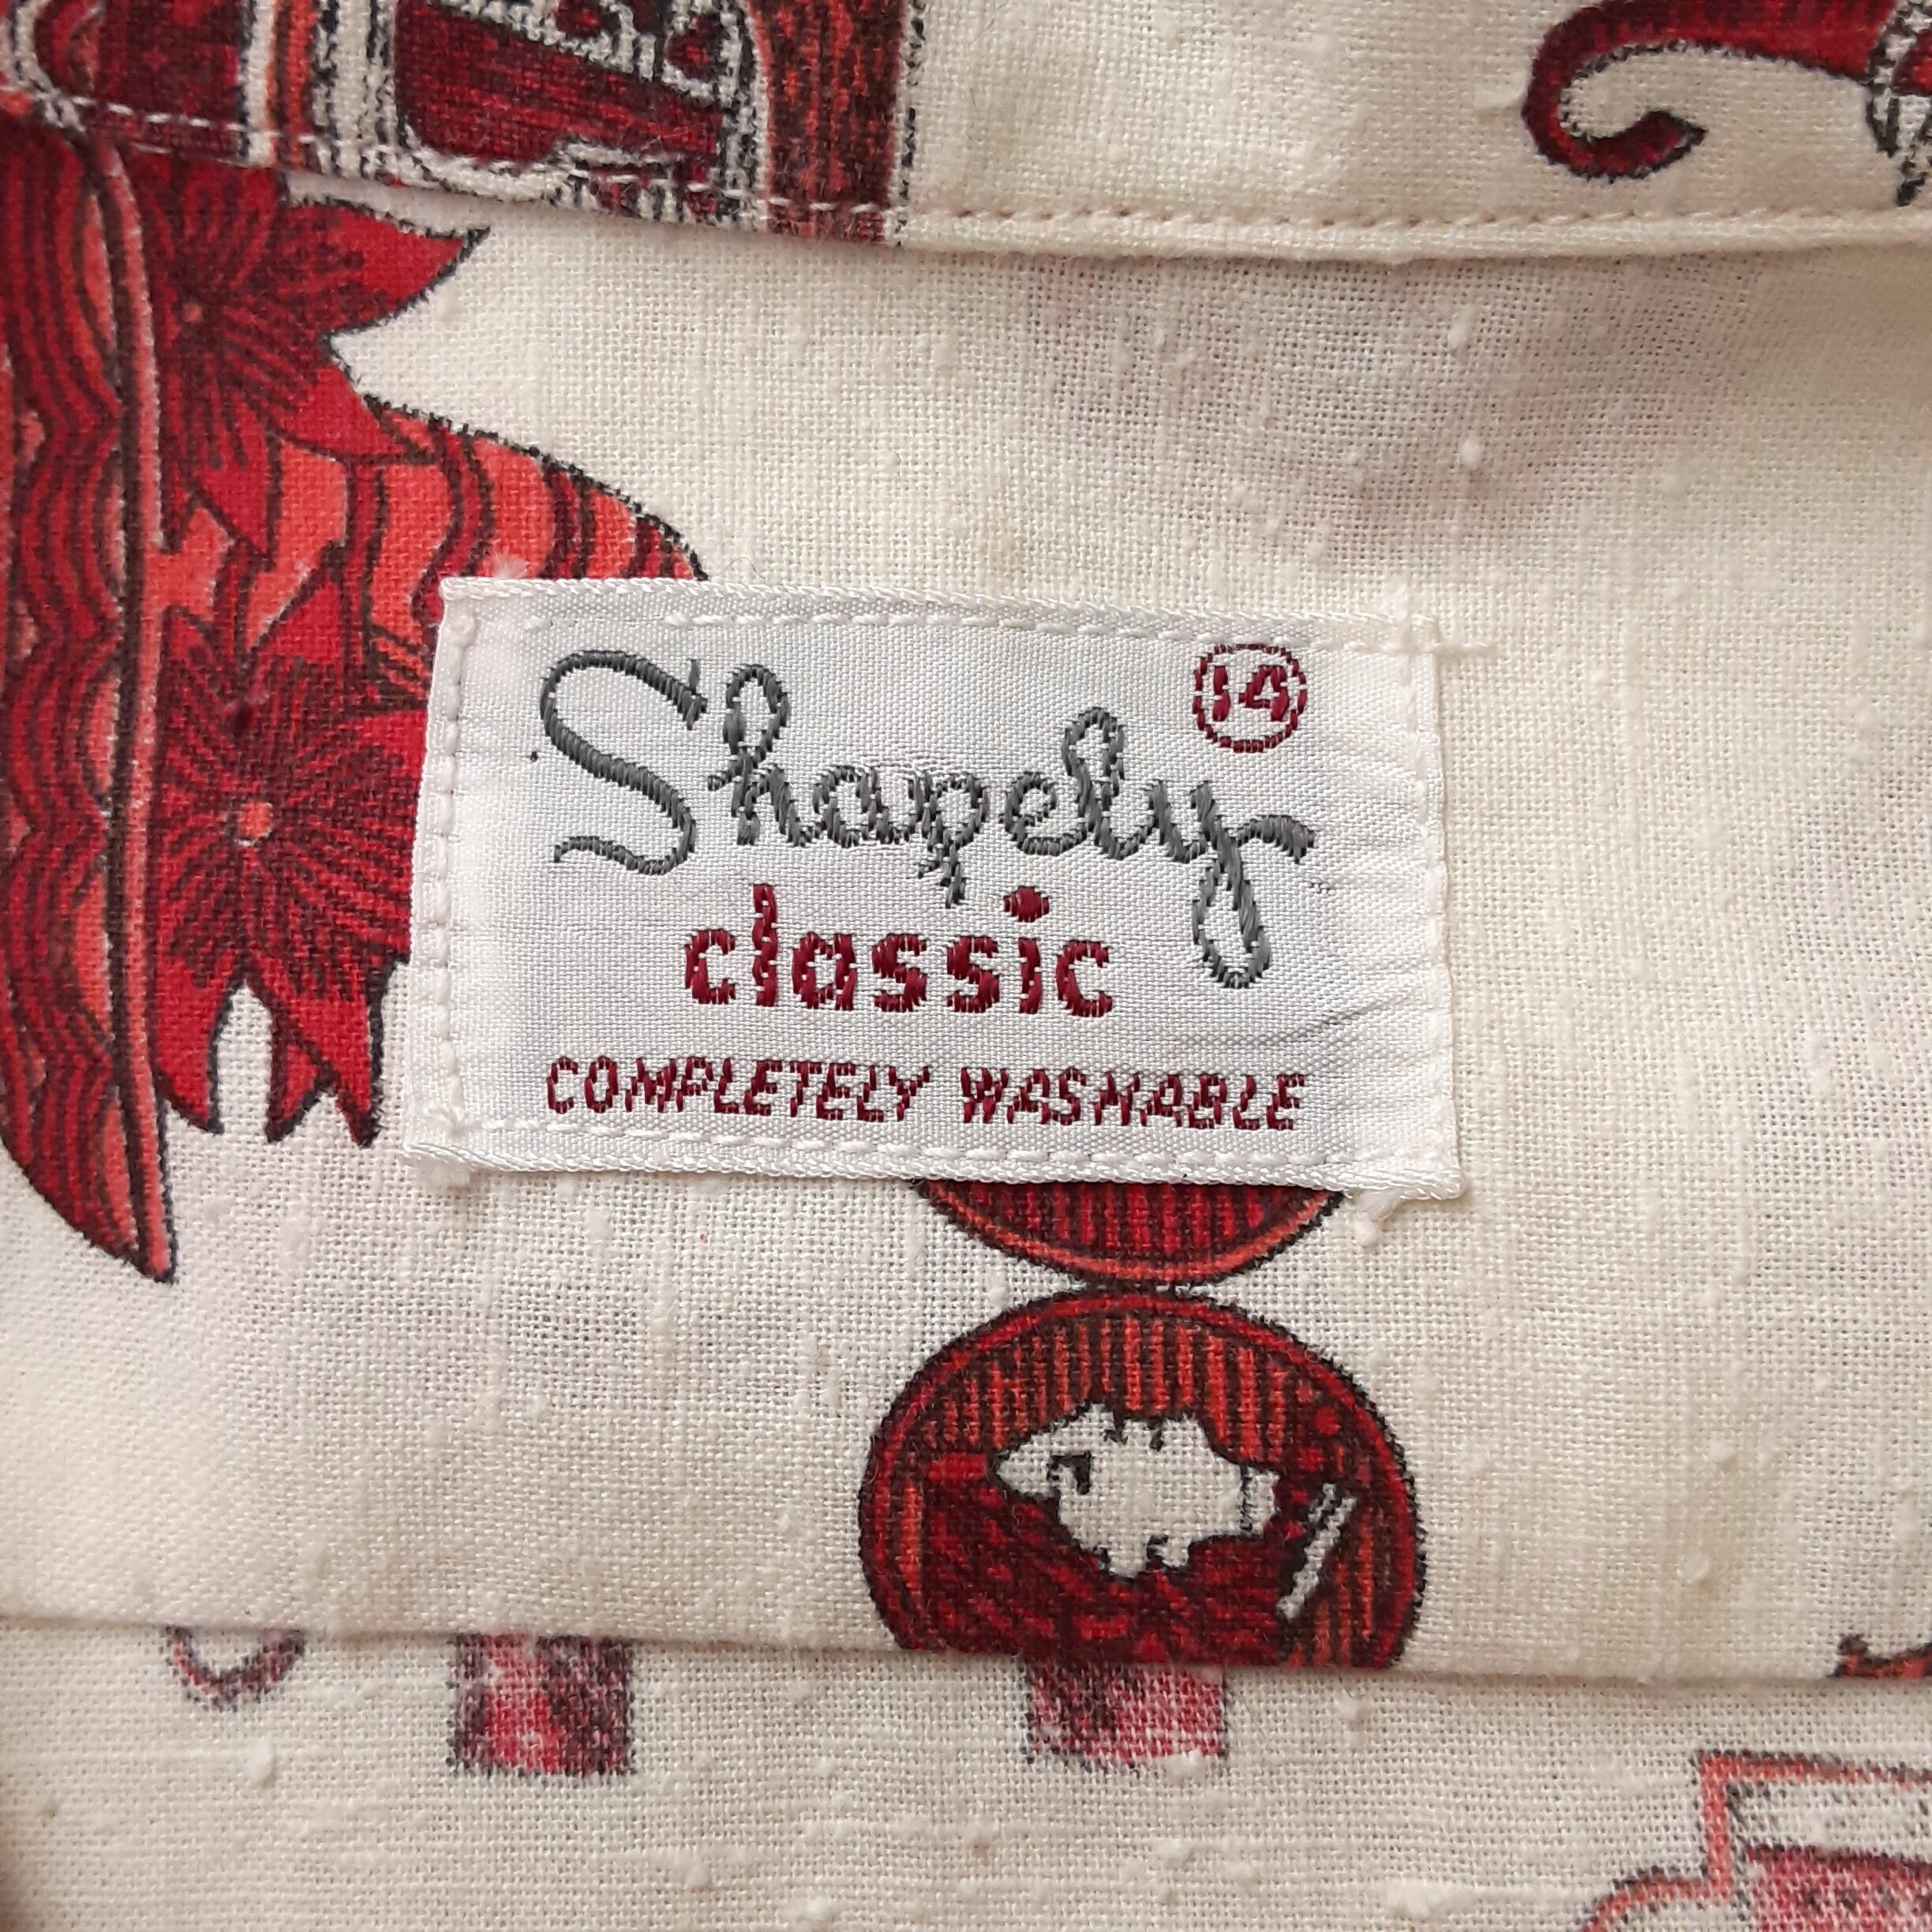 14
Shapely
classic
COMPLETELY WASHABLE